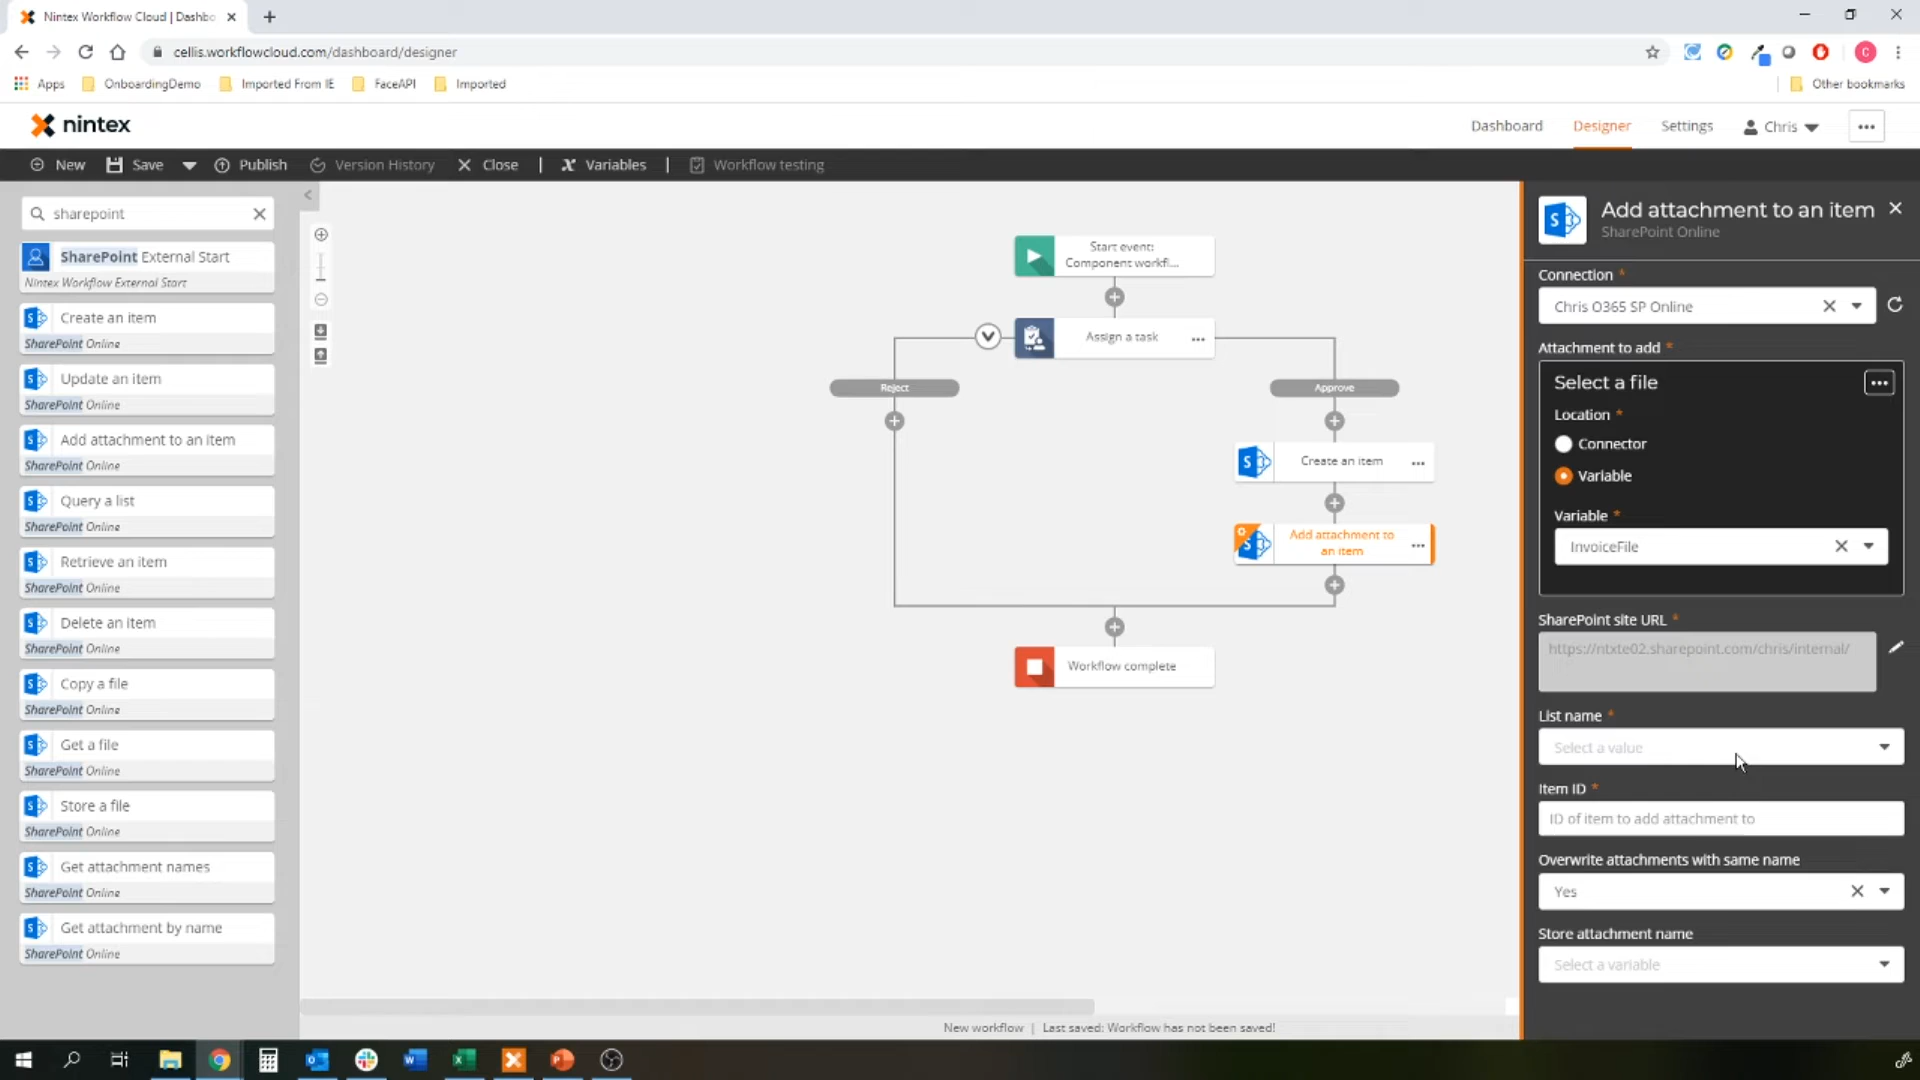 Nintex Workflow Cloud | Dashbo
cellis.workflowcloud.com/dashboard/designer
Apps
OnboardingDemo
Imported From IE
FaceAPI
Imported
Other bookmarks
nintex
Dashboard
Designer
Settings
Chris
New
Save
Publish
Version History
Close
Variables
Workflow testing
sharepoint
SharePoint External Start
Nintex Workflow External Start
Create an item
SharePoint Online
Update an item
SharePoint Online
Add attachment to an item
SharePoint Online
Query a list
SharePoint Online
Retrieve an item
SharePoint Online
Delete an item
SharePoint Online
Copy a file
SharePoint Online
Get a file
SharePoint Online
Store a file
SharePoint Online
Get attachment names
SharePoint Online
Get attachment by name
SharePoint Online
Start event:
Component workfl...
Assign a task
Reject
Approve
Create an item
Add attachment to
an item
Workflow complete
New workflow | Last saved: Workflow has not been saved!
Add attachment to an item
SharePoint Online
Connection *
Chris O365 SP Online
Attachment to add *
Select a file
Location *
Connector
Variable
Variable *
InvoiceFile
SharePoint site URL *
https://ntxte02.sharepoint.com/chris/internal/
List name *
Select a value
Item ID *
ID of item to add attachment to
Overwrite attachments with same name
Yes
Store attachment name
Select a variable